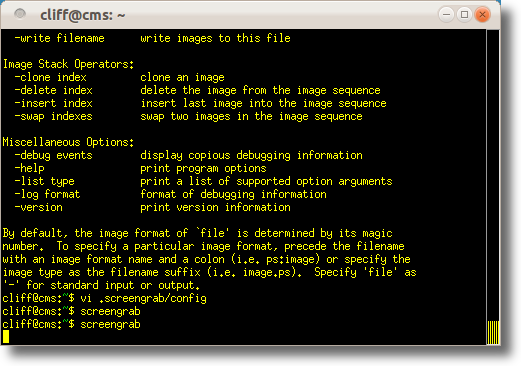 cliff@cms: ~
-write filename      write images to this file
Image Stack Operators:
-clone index         clone an image
-delete index        delete the image from the image sequence
-insert index        insert last image into the image sequence
-swap indexes        swap two images in the image sequence
Miscellaneous Options:
-debug events        display copious debugging information
-help                print program options
-list type           print a list of supported option arguments
-log format          format of debugging information
-version             print version information
By default, the image format of `file' is determined by its magic
number.  To specify a particular image format, precede the filename
with an image format name and a colon (i.e. ps:image) or specify the
image type as the filename suffix (i.e. image.ps).  Specify 'file' as
'-' for standard input or output.
cliff@cms:~$ vi .screengrab/config
cliff@cms:~$ screengrab
cliff@cms:~$ screengrab